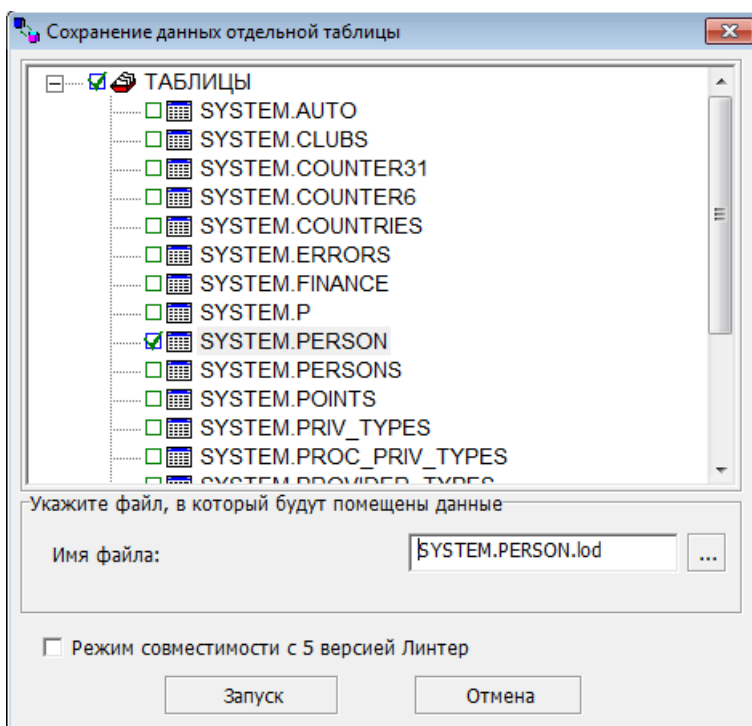 Сохранение данных отдельной таблицы
ТАБЛИЦЫ
SYSTEM.AUTO
SYSTEM.CLUBS
SYSTEM.COUNTER31
SYSTEM.COUNTER6
SYSTEM.COUNTRIES
SYSTEM.ERRORS
SYSTEM.FINANCE
SYSTEM.P
SYSTEM.PERSON
SYSTEM.PERSONS
SYSTEM.POINTS
SYSTEM.PRIV_TYPES
SYSTEM.PROC_PRIV_TYPES
SYSTEM.PROVIDER_TYPES
Укажите файл, в который будут помещены данные
Имя файла: SYSTEM.PERSON.lod ...
Режим совместимости с 5 версией Линтер
Запуск Отмена